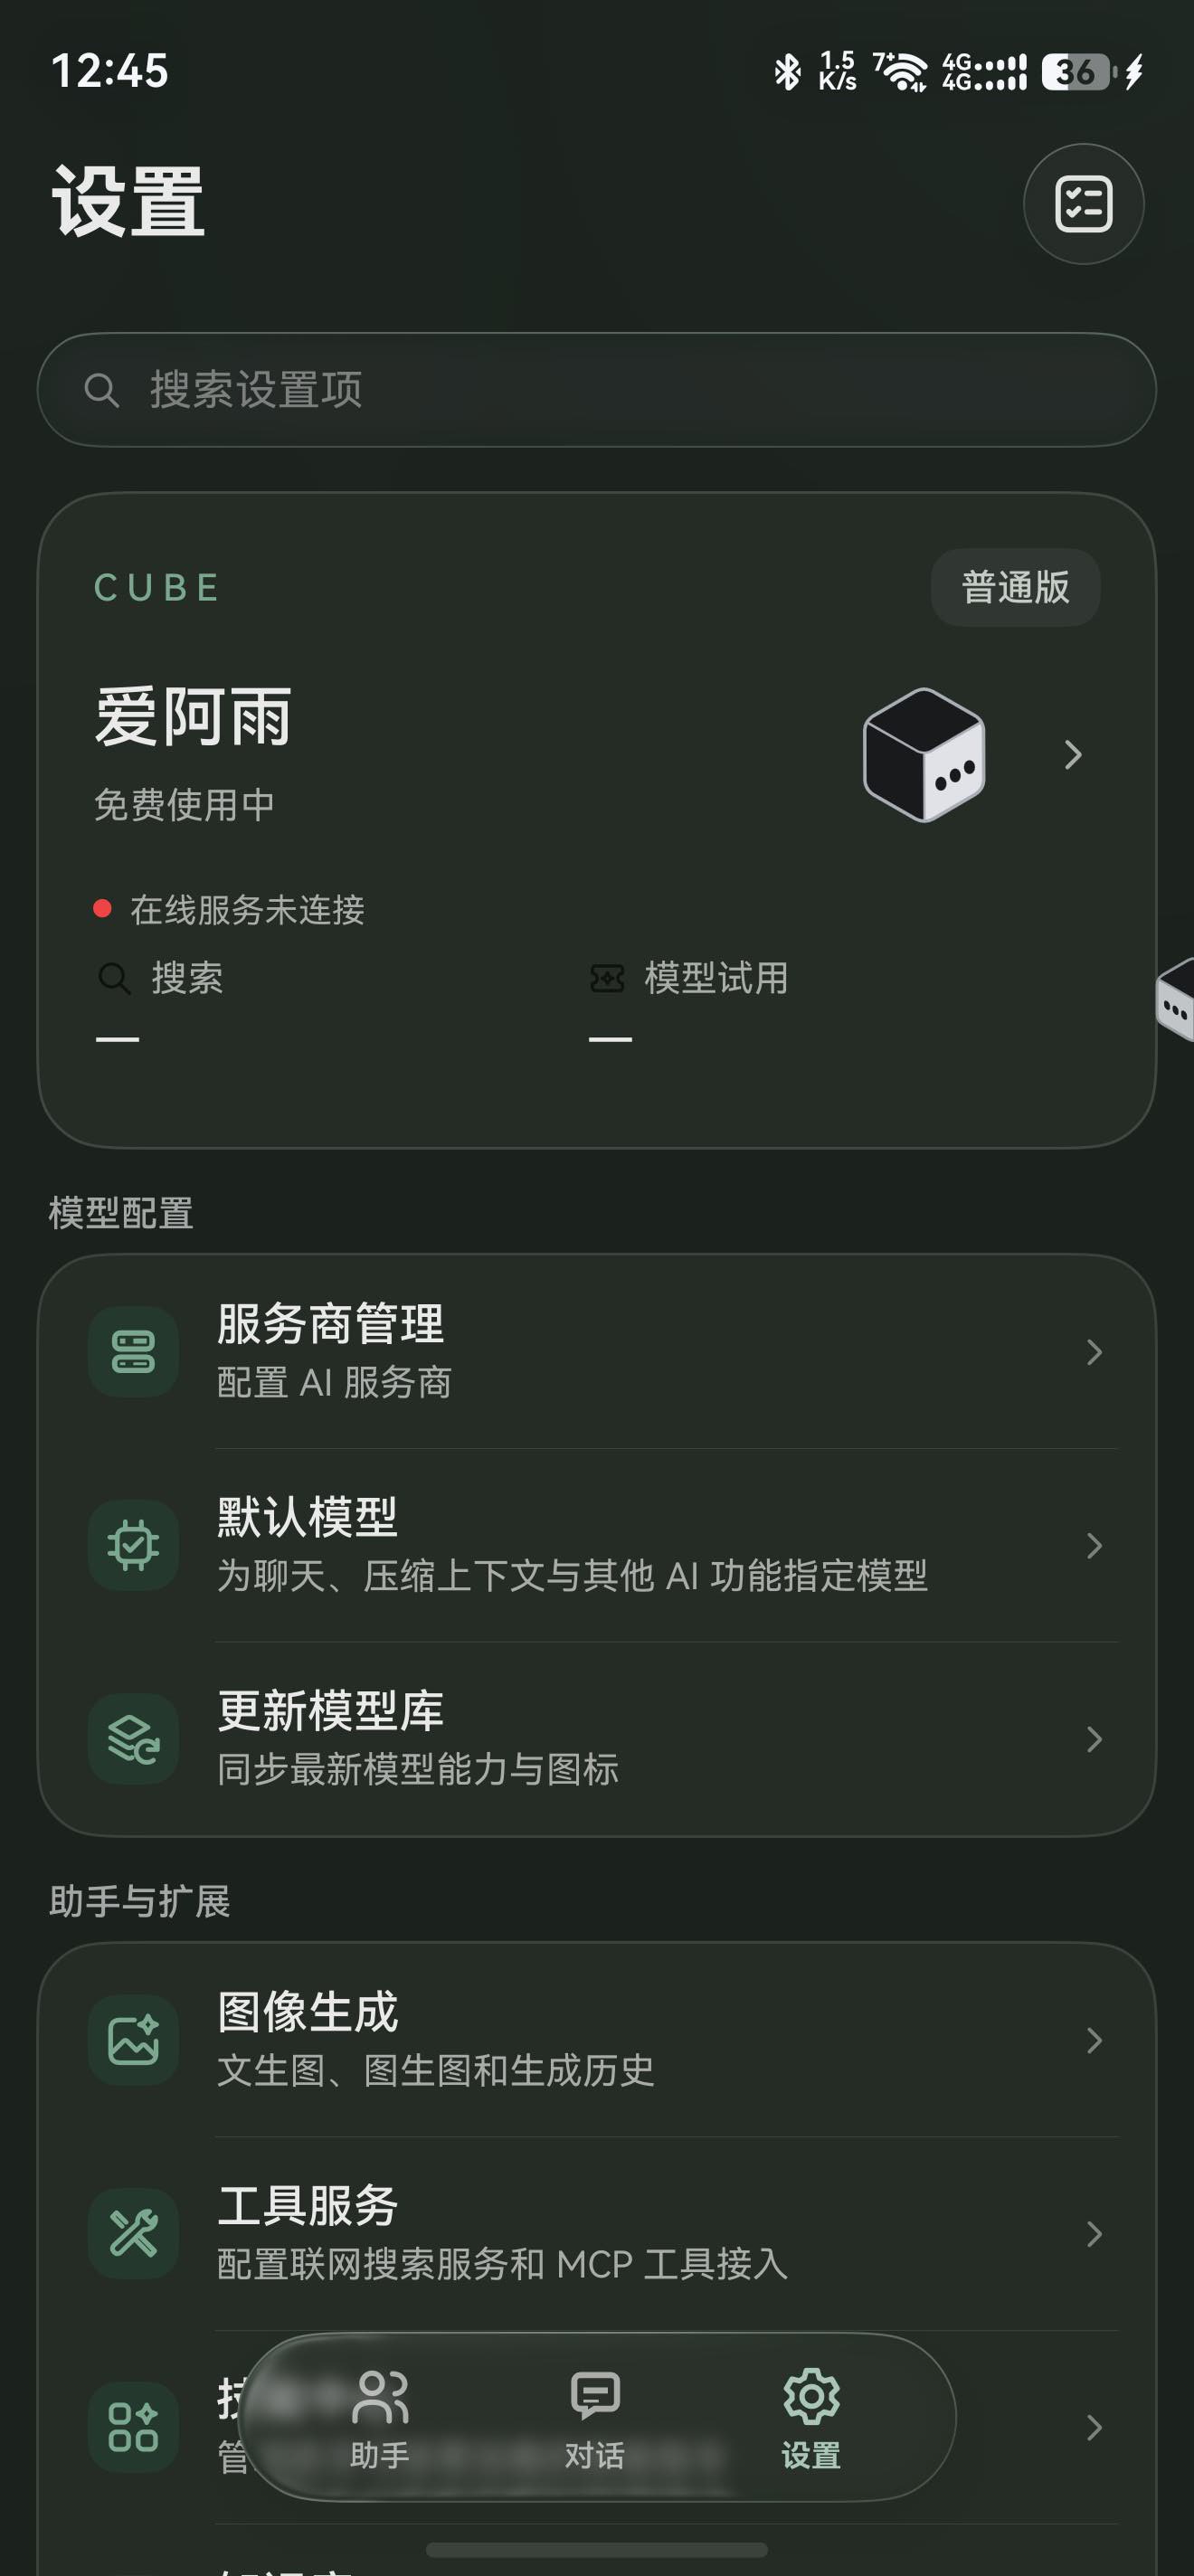 12:45
1.5
K/s
7+
4G
4G
36
设置
搜索设置项
CUBE
普通版
爱阿雨
免费使用中
在线服务未连接
搜索
模型试用
—
—
模型配置
服务商管理
配置 AI 服务商
默认模型
为聊天、压缩上下文与其他 AI 功能指定模型
更新模型库
同步最新模型能力与图标
助手与扩展
图像生成
文生图、图生图和生成历史
工具服务
配置联网搜索服务和 MCP 工具接入
管
助手
对话
设置